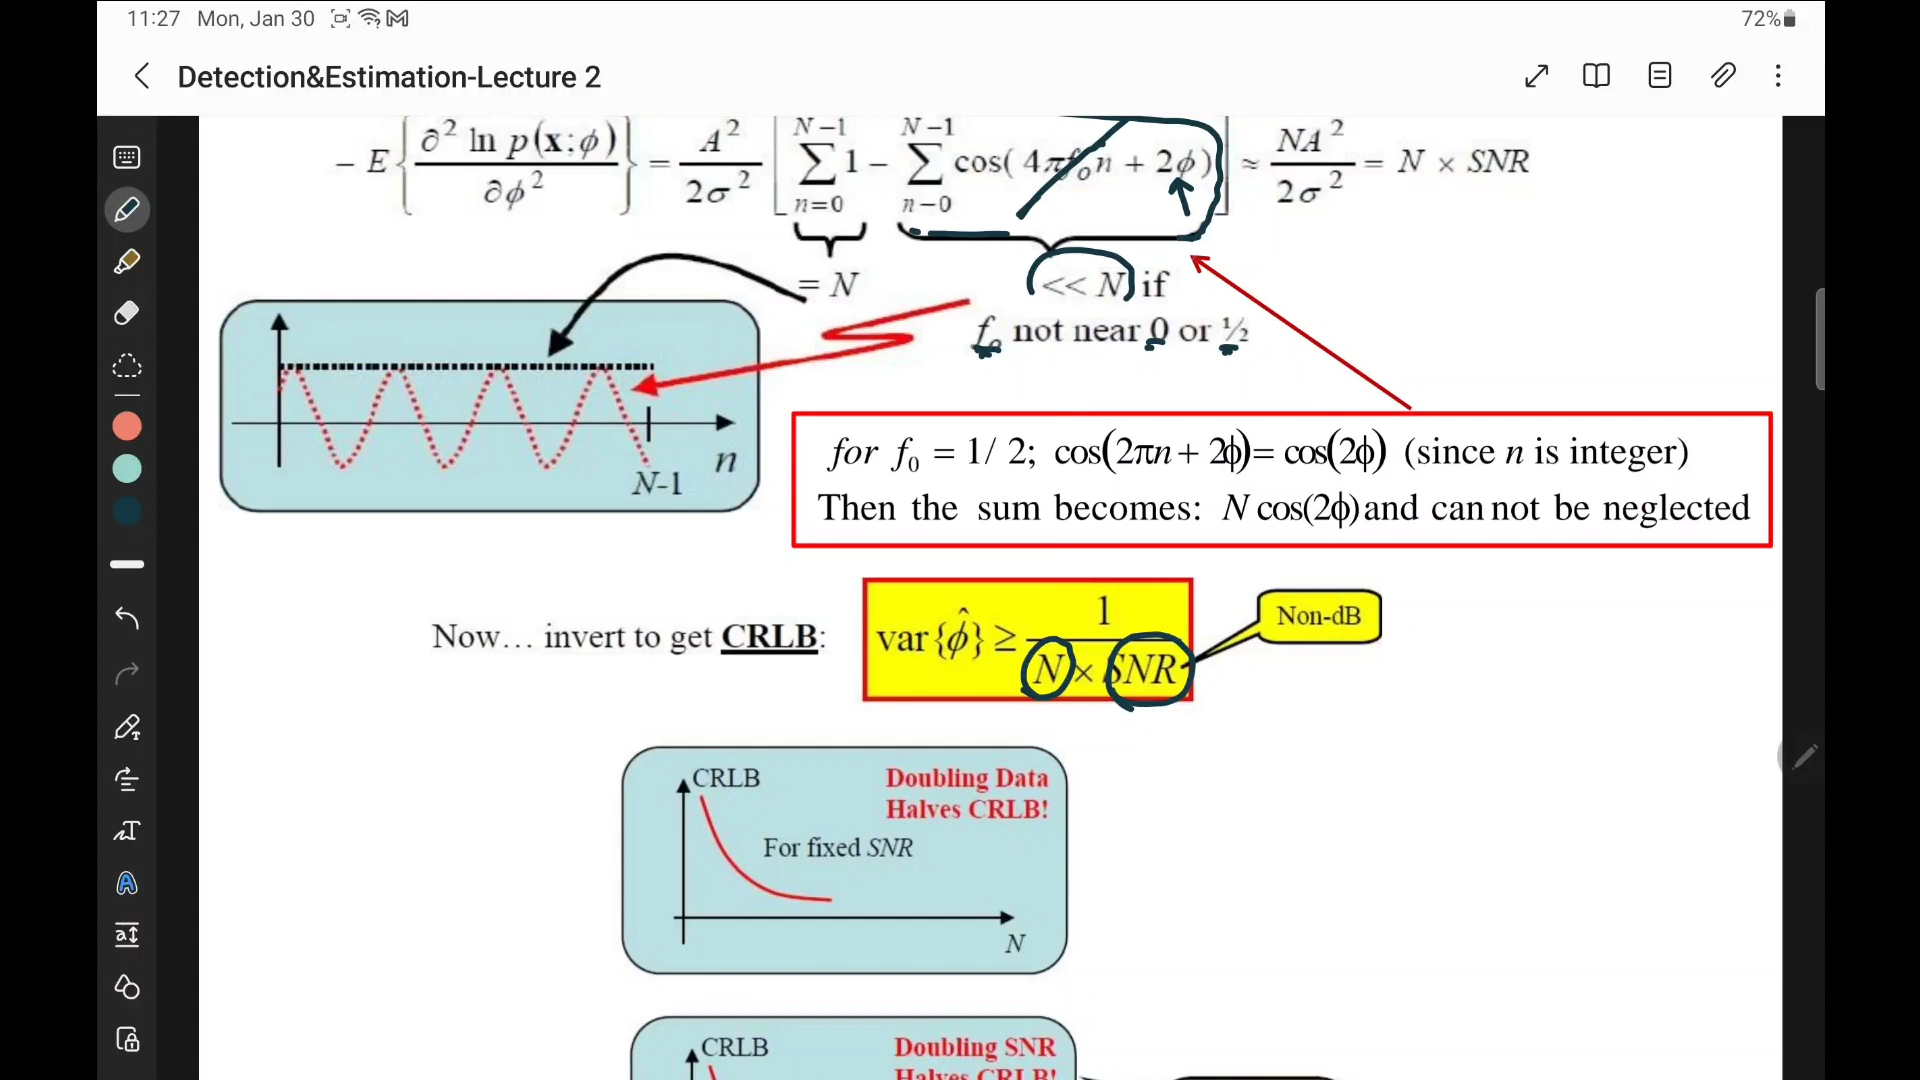 11:27 Mon, Jan 30
72%
Detection&Estimation-Lecture 2
− E { ∂² ln p(x;ϕ) / ∂ϕ² } = A² / 2σ² [ ∑ n=0 N−1 1 − ∑ n−0 N−1 cos( 4πf₀n + 2ϕ) ] ≈ NA² / 2σ² = N × SNR
= N
<< N if
f₀ not near 0 or ½
n
N-1
for f₀ = 1/ 2; cos(2πn + 2ϕ)= cos(2ϕ) (since n is integer)
Then the sum becomes: N cos(2ϕ) and can not be neglected
Now… invert to get CRLB:
var{ϕ̂} ≥ 1 / N × SNR
Non-dB
CRLB
Doubling Data
Halves CRLB!
For fixed SNR
N
CRLB
Doubling SNR
Halves CRLB!